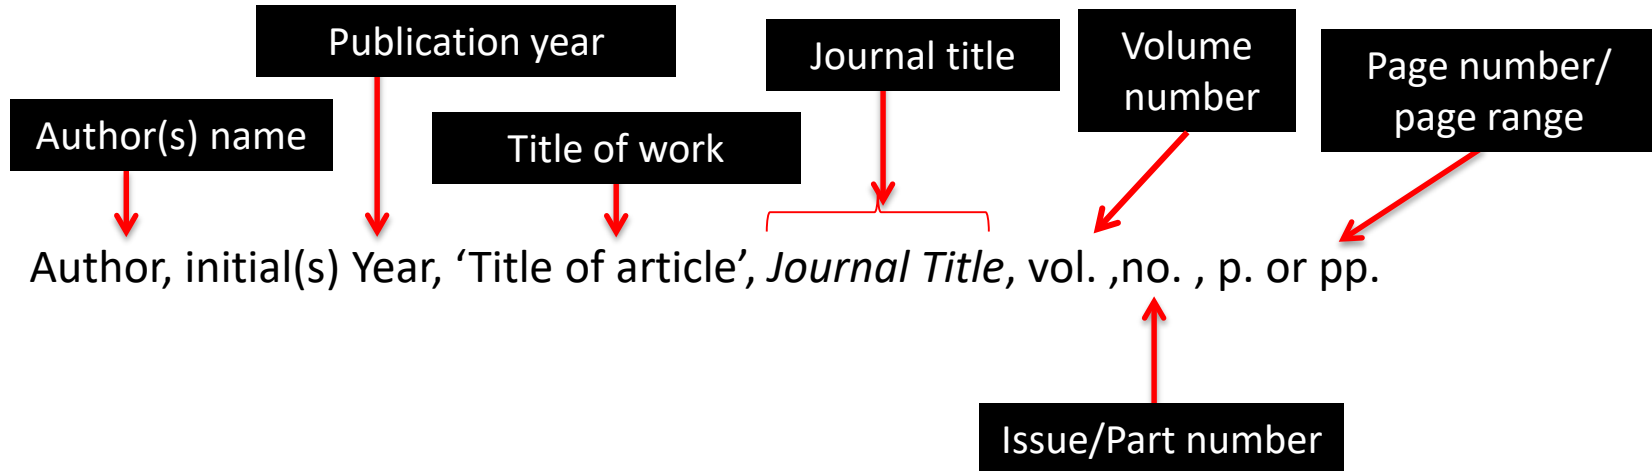 Publication year
Journal title
Volume
number
Page number/
page range
Author(s) name
Title of work
Author, initial(s) Year, ‘Title of article’, Journal Title, vol. ,no. , p. or pp.
Issue/Part number